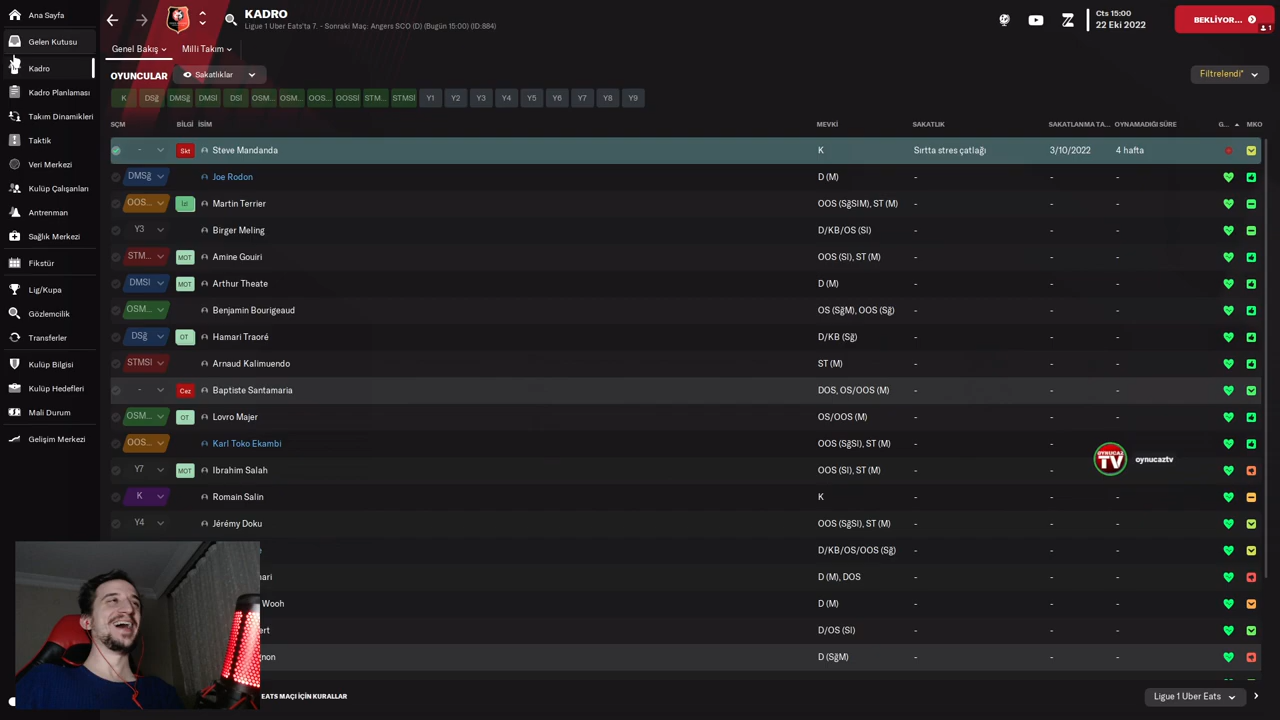 Ana Sayfa
Gelen Kutusu
Kadro
Kadro Planlaması
Takım Dinamikleri
Taktik
Veri Merkezi
Kulüp Çalışanları
Antrenman
Sağlık Merkezi
Fikstür
Lig/Kupa
Gözlemcilik
Transferler
Kulüp Bilgisi
Kulüp Hedefleri
Mali Durum
Gelişim Merkezi
KADRO
Ligue 1 Uber Eats'ta 7. - Sonraki Maç: Angers SCO (D) (Bugün 15:00) (ID:884)
Cts 15:00
22 Eki 2022
BEKLİYOR...
1
Genel Bakış
Milli Takım
OYUNCULAR
Sakatlıklar
Filtrelendi*
K DSğ DMSğ DMSl DSl OSM... OSM... OOS... OOSSl STM... STMSl Y1 Y2 Y3 Y4 Y5 Y6 Y7 Y8 Y9
SÇM BİLGİ İSİM MEVKİ SAKATLIK SAKATLANMA TA... OYNAMADIĞI SÜRE G... MKO
- Skt Steve Mandanda K Sırtta stres çatlağı 3/10/2022 4 hafta
DMSğ Joe Rodon D (M) - - -
OOS... İzl Martin Terrier OOS (SğSlM), ST (M) - - -
Y3 Birger Meling D/KB/OS (Sl) - - -
STM... MOT Amine Gouiri OOS (Sl), ST (M) - - -
DMSl MOT Arthur Theate D (M) - - -
OSM... Benjamin Bourigeaud OS (SğM), OOS (Sğ) - - -
DSğ OT Hamari Traoré D/KB (Sğ) - - -
STMSl Arnaud Kalimuendo ST (M) - - -
- Cez Baptiste Santamaria DOS, OS/OOS (M) - - -
OSM... OT Lovro Majer OS/OOS (M) - - -
OOS... Karl Toko Ekambi OOS (SğSl), ST (M) - - -
Y7 MOT Ibrahim Salah OOS (Sl), ST (M) - - -
K Romain Salin K - - -
Y4 Jérémy Doku OOS (SğSl), ST (M) - - -
D/KB/OS/OOS (Sğ) - - -
D (M), DOS - - -
Wooh D (M) - - -
D/OS (Sl) - - -
D (SğM) - - -
TV
oynucaztv
EATS MAÇI İÇİN KURALLAR
Ligue 1 Uber Eats